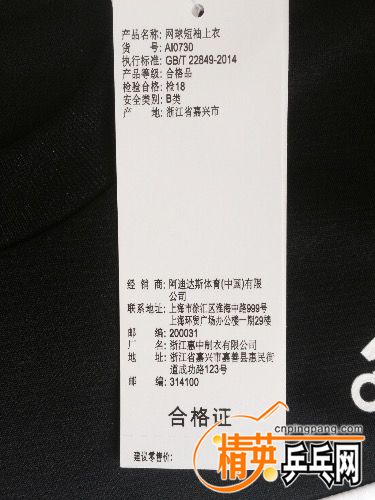 产品名称: 网球短袖上衣
货 号: AI0730
执行标准: GB/T 22849-2014
产品等级: 合格品
检验合格: 检18
安全类别: B类
产 地: 浙江省嘉兴市
经 销 商: 阿迪达斯体育(中国)有限
公司
联系地址: 上海市徐汇区淮海中路999号
上海环贸广场办公楼一期29楼
邮 编: 200031
厂 名: 浙江惠中制衣有限公司
地 址: 浙江省嘉兴市嘉善县惠民街
道成功路123号
邮 编: 314100
合格证
建议零售价:
cnpingpang.com
精英乒乓网